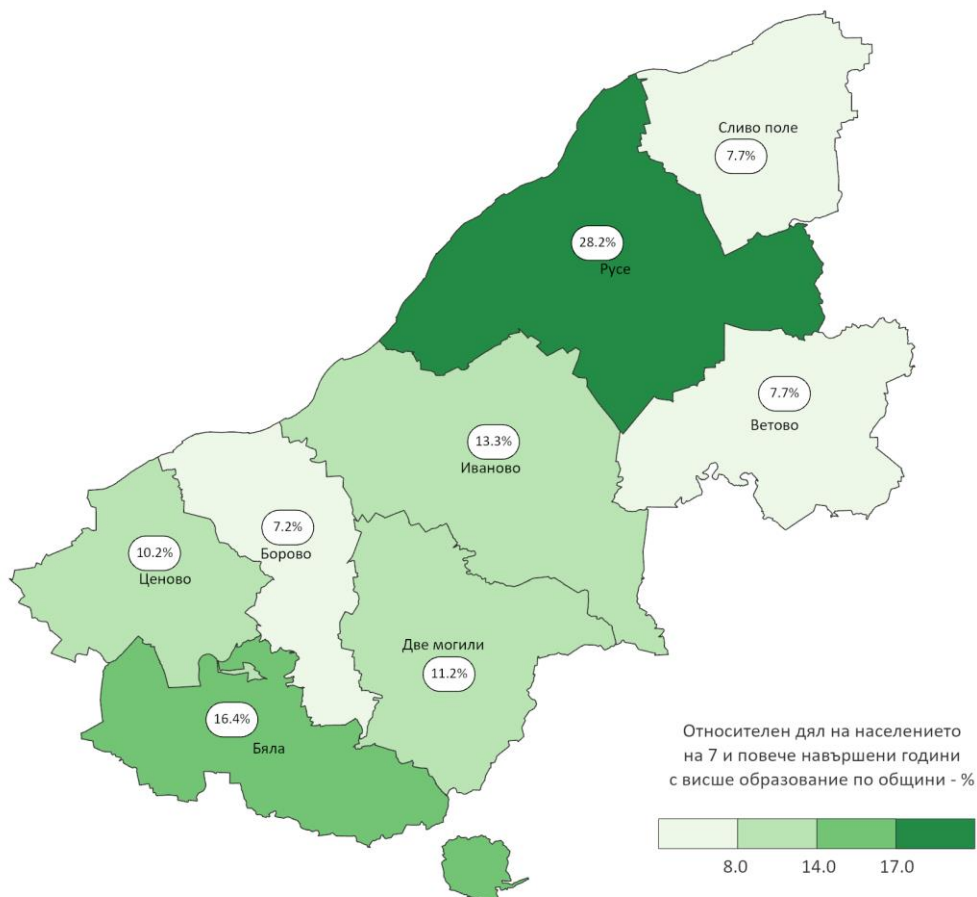 Сливо поле
7.7%
28.2%
Русе
7.7%
Ветово
13.3%
Иваново
7.2%
Борово
10.2%
Ценово
Две могили
11.2%
16.4%
Бяла
Относителен дял на населението
на 7 и повече навършени години
с висше образование по общини - %
8.0 14.0 17.0